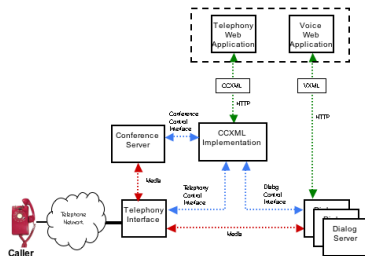 Telephony
Web
Application
Voice
Web
Application
CCXML
VXML
HTTP
HTTP
Conference
Control
Interface
Conference
Server
CCXML
Implementation
Media
Telephony
Control
Interface
Dialog
Control
Interface
Telephone
Network
Telephony
Interface
Media
Dialog
Server
Caller